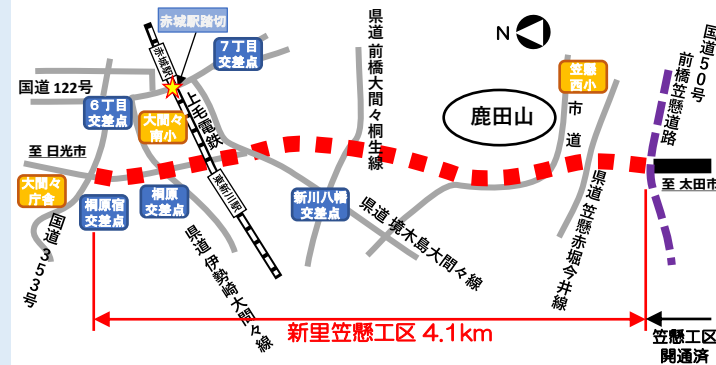 赤城駅踏切
7丁目
交差点
赤城駅
国道122号
6丁目
交差点
大間々
南小
上毛電鉄
至 日光市
大間々
庁舎
桐原宿
交差点
桐原
交差点
東新川駅
新川八幡
交差点
国道353号
県道 伊勢崎大間々線
県道 前橋大間々桐生線
県道 境木島大間々線
N
鹿田山
笠懸
西小
市道
県道 笠懸赤堀今井線
国道50号
前橋笠懸道路
至 太田市
新里笠懸工区 4.1km
笠懸工区
開通済